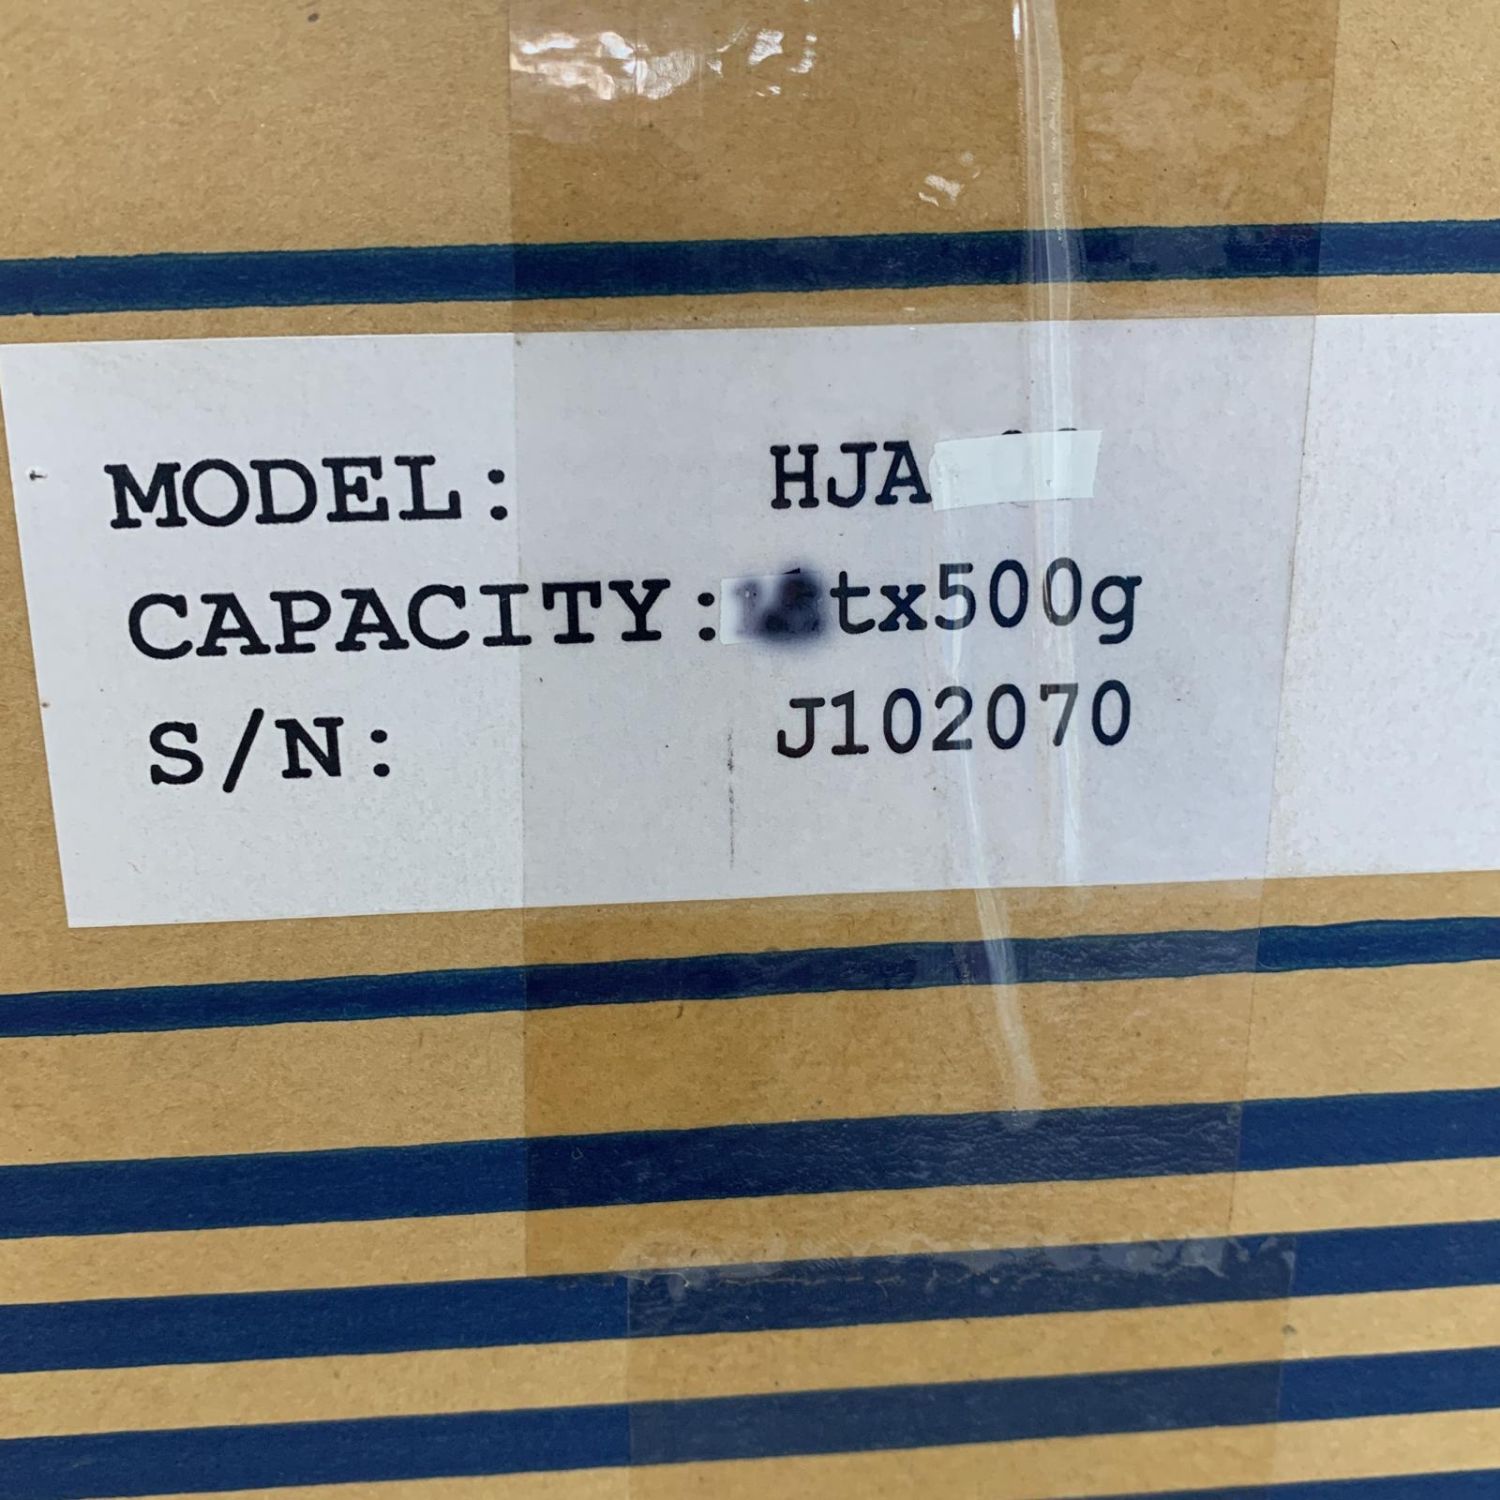 MODEL: HJA
CAPACITY: tx500g
S/N: J102070